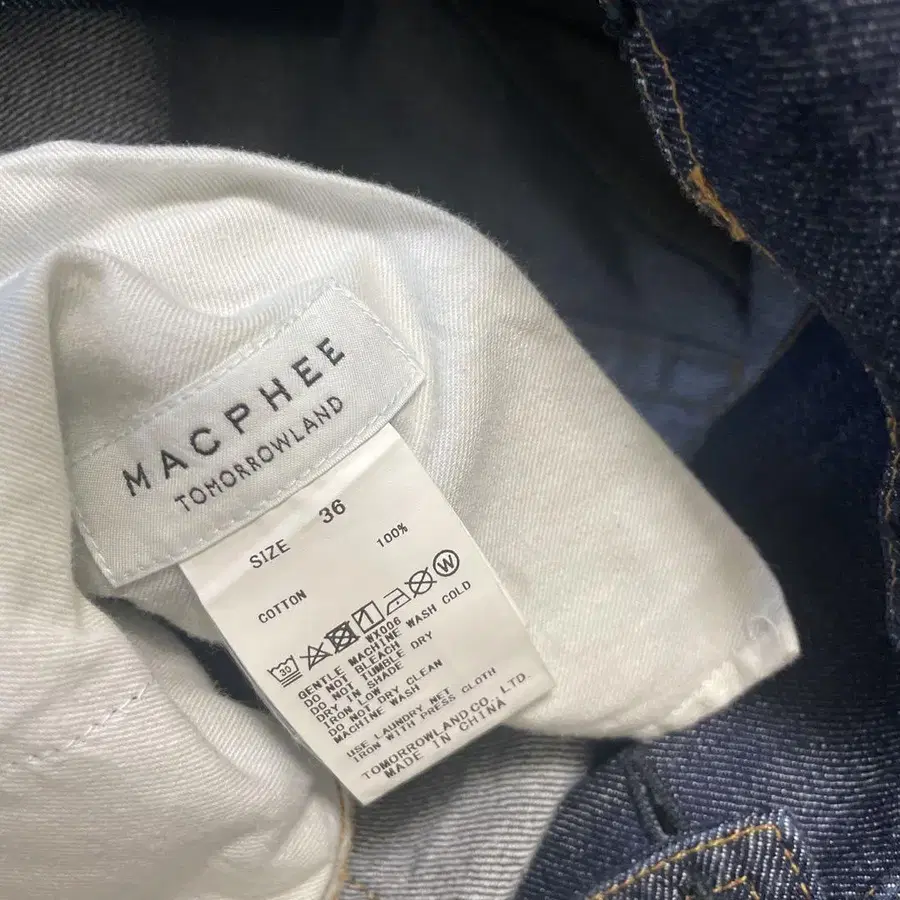 MACPHEE
TOMORROWLAND
SIZE 36
COTTON 100%
30 W
WX006
GENTLE MACHINE WASH COLD
DO NOT BLEACH
DO NOT TUMBLE DRY
DRY IN SHADE
IRON LOW
DO NOT DRY CLEAN
MACHINE WASH
USE LAUNDRY NET
IRON WITH PRESS CLOTH
TOMORROWLAND CO., LTD.
MADE IN CHINA